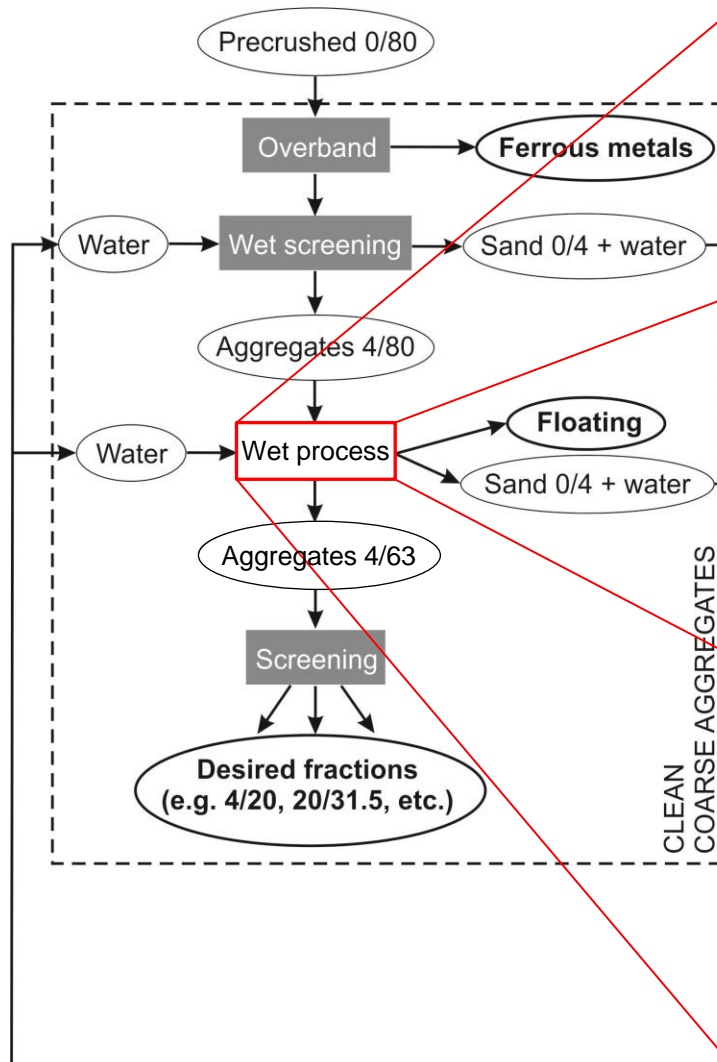 Precrushed 0/80
Overband
Ferrous metals
Water
Wet screening
Sand 0/4 + water
Aggregates 4/80
Floating
Water
Wet process
Sand 0/4 + water
Aggregates 4/63
Screening
Desired fractions
(e.g. 4/20, 20/31.5, etc.)
CLEAN
COARSE AGGREGATES